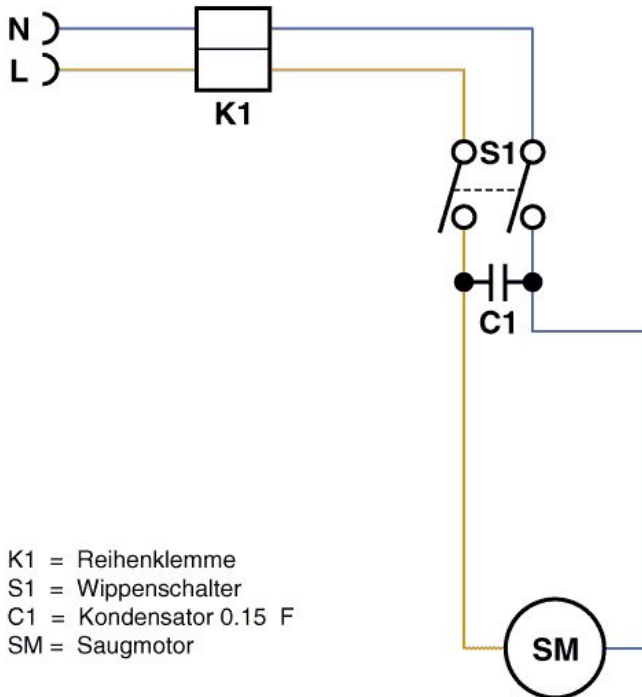 N
L
K1
S1
C1
K1 = Reihenklemme
S1 = Wippenschalter
C1 = Kondensator 0.15 F
SM = Saugmotor
SM